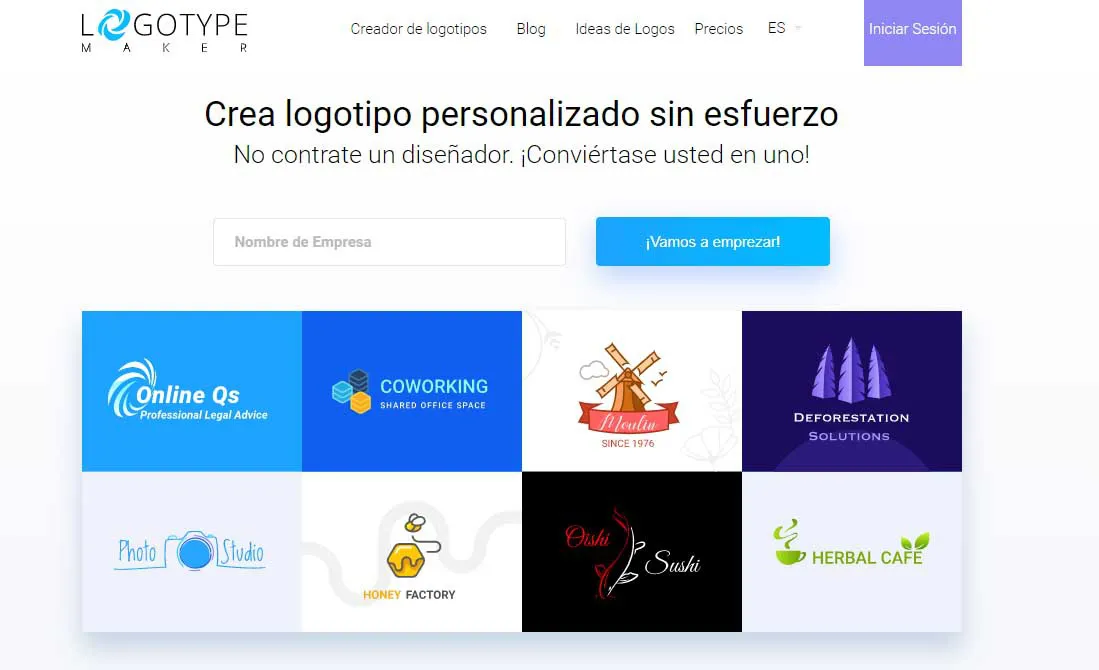 LOGOTYPE
MAKER
Creador de logotipos Blog Ideas de Logos Precios ES Iniciar Sesión
Crea logotipo personalizado sin esfuerzo
No contrate un diseñador. ¡Conviértase usted en uno!
Nombre de Empresa ¡Vamos a emprezar!
Online Qs
Professional Legal Advice
COWORKING
SHARED OFFICE SPACE
Moulin
SINCE 1976
DEFORESTATION
SOLUTIONS
Photo Studio
HONEY FACTORY
Oishi
Sushi
HERBAL CAFE